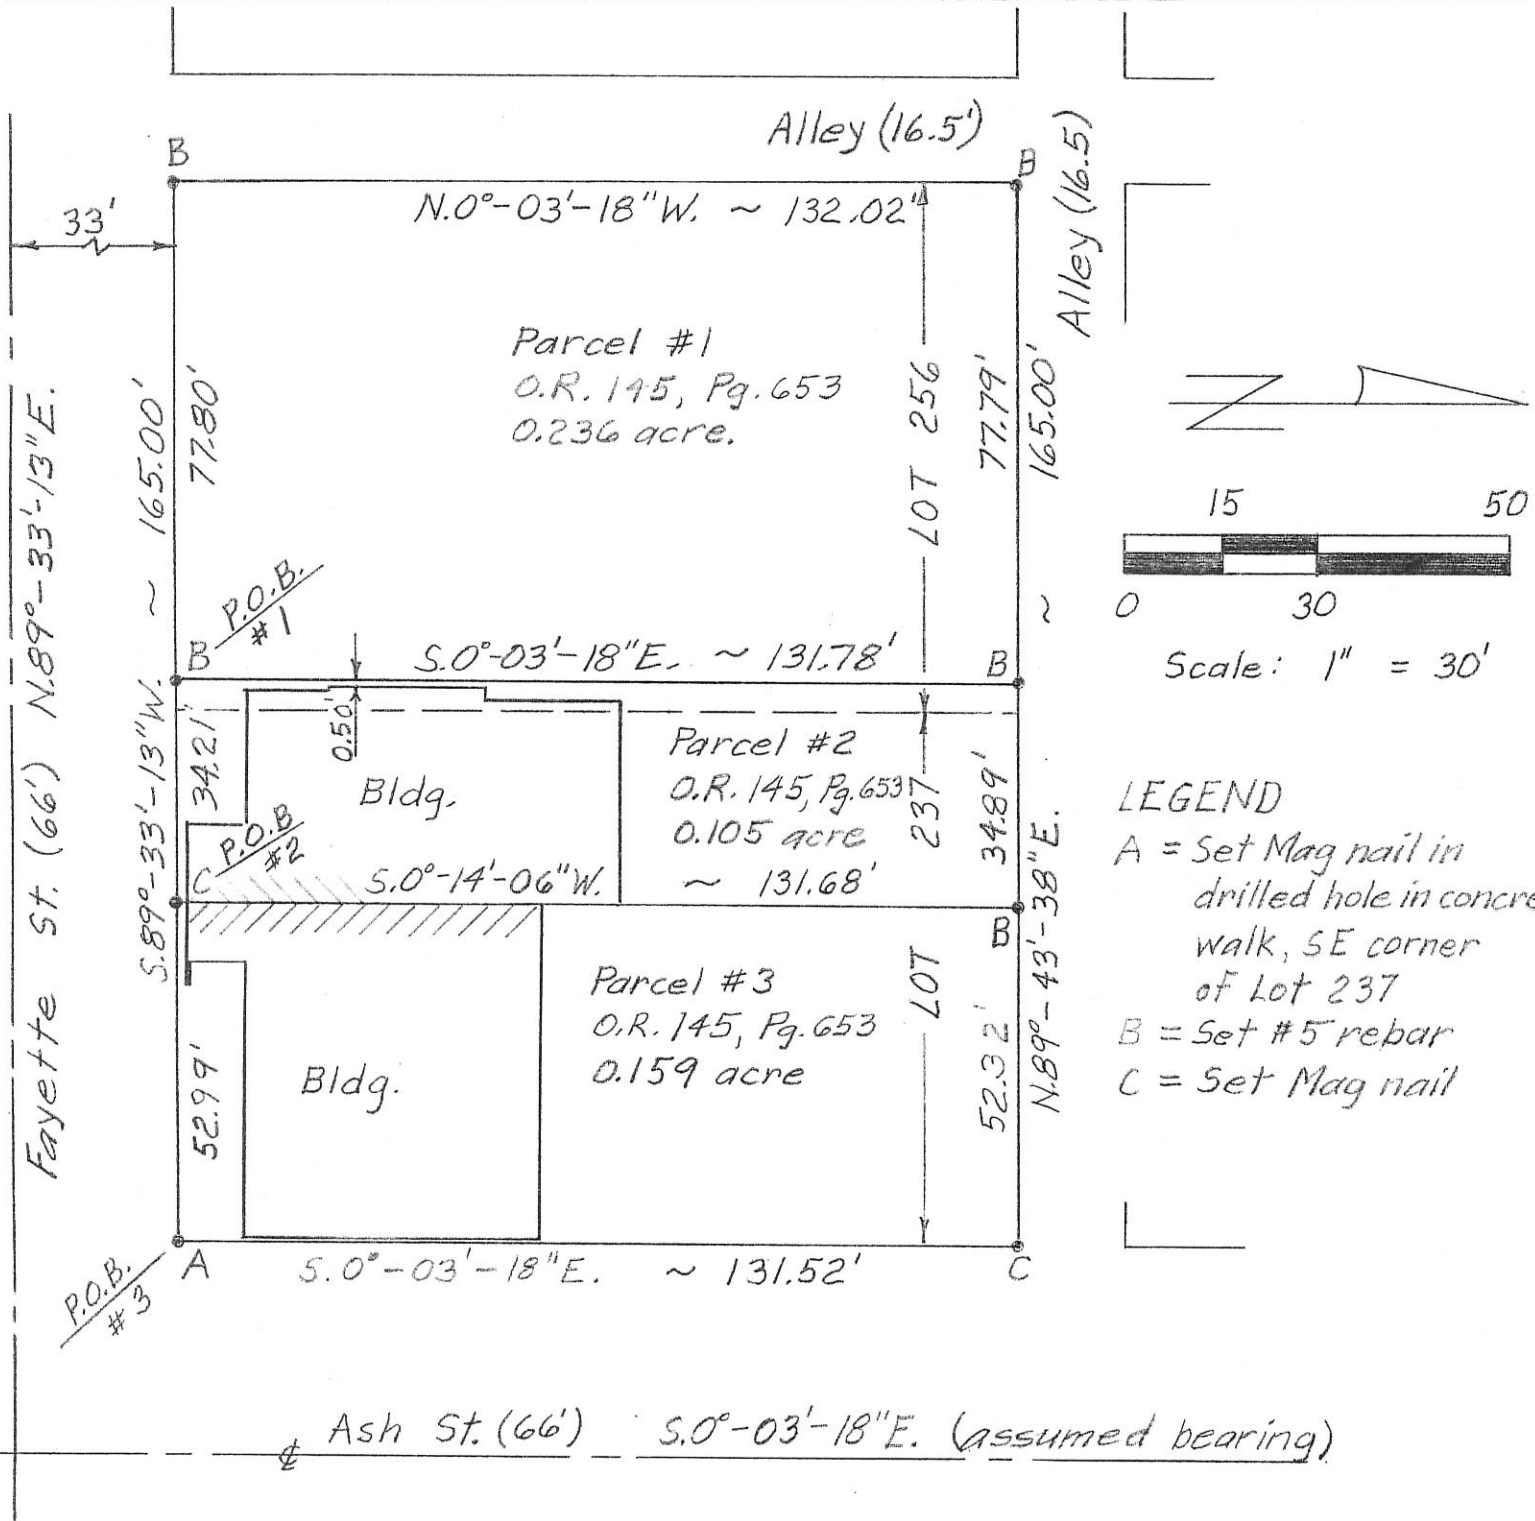 Alley (16.5')
Alley (16.5)
B
B
33'
N.0°-03'-18"W. ~ 132.02'
Parcel #1
O.R. 145, Pg. 653
0.236 acre.
165.00'
77.80'
LOT 256
77.79'
165.00'
~
~
N
15
50
0
30
Scale: 1" = 30'
P.O.B.
#1
B
S.0°-03'-18"E. ~ 131.78'
B
Fayette St. (66') N.89°-33'-13"E.
S.89°-33'-13"W.
34.21'
0.50'
Bldg.
Parcel #2
O.R. 145, Pg. 653
0.105 acre
LOT 237
34.89'
P.O.B
#2
C
S.0°-14'-06"W. ~ 131.68'
B
N.89°-43'-38"E.
Parcel #3
O.R. 145, Pg. 653
0.159 acre
52.99'
Bldg.
52.32'
LEGEND
A = Set Mag nail in
drilled hole in concre
walk, SE corner
of Lot 237
B = Set #5 rebar
C = Set Mag nail
P.O.B.
#3
A
S.0°-03'-18"E. ~ 131.52'
C
℄ Ash St. (66') S.0°-03'-18"E. (assumed bearing)